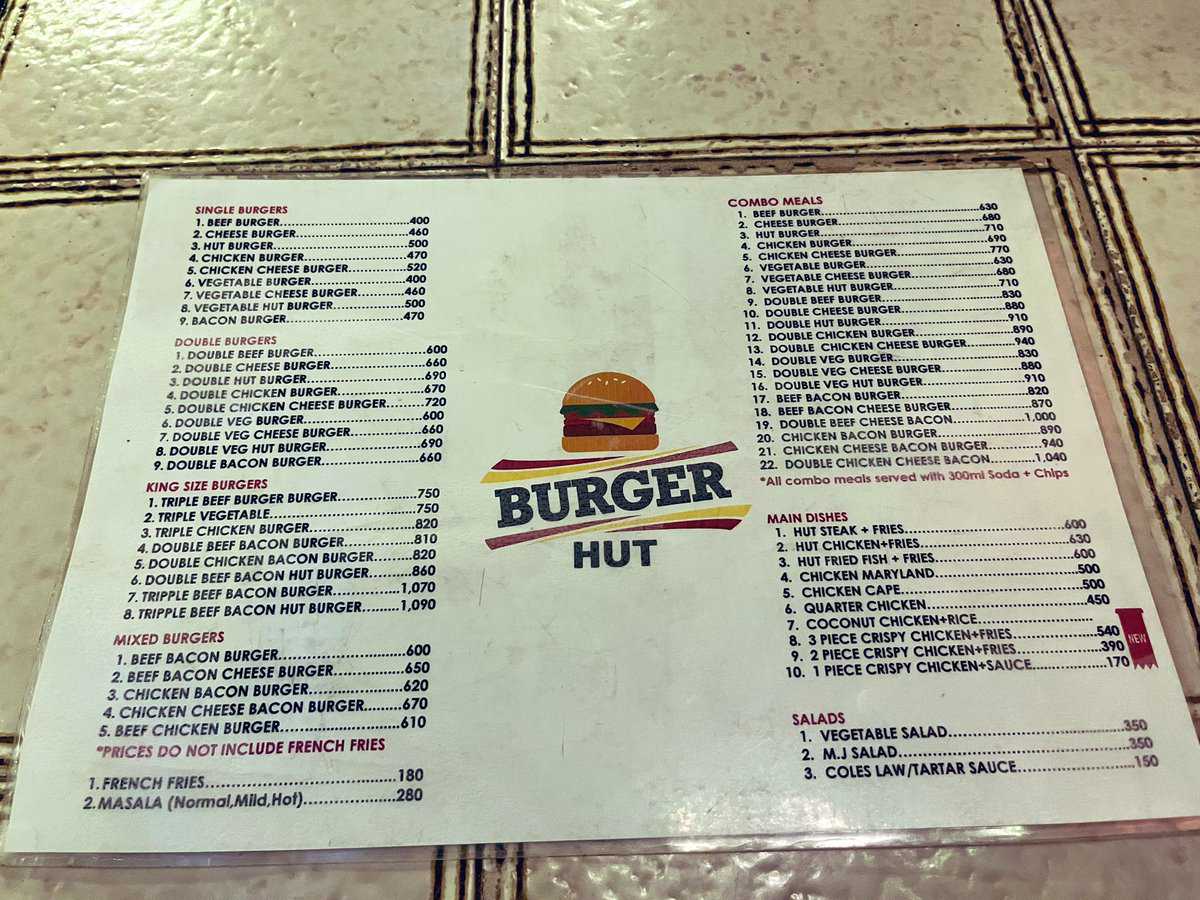 SINGLE BURGERS
1. BEEF BURGER.....400
2. CHEESE BURGER.....460
3. HUT BURGER.....500
4. CHICKEN BURGER.....470
5. CHICKEN CHEESE BURGER.....520
6. VEGETABLE BURGER.....400
7. VEGETABLE CHEESE BURGER.....460
8. VEGETABLE HUT BURGER.....500
9. BACON BURGER.....470
DOUBLE BURGERS
1. DOUBLE BEEF BURGER.....600
2. DOUBLE CHEESE BURGER.....660
3. DOUBLE HUT BURGER.....690
4. DOUBLE CHICKEN BURGER.....670
5. DOUBLE CHICKEN CHEESE BURGER.....720
6. DOUBLE VEG BURGER.....600
7. DOUBLE VEG CHEESE BURGER.....660
8. DOUBLE VEG HUT BURGER.....690
9. DOUBLE BACON BURGER.....660
KING SIZE BURGERS
1. TRIPLE BEEF BURGER BURGER.....750
2. TRIPLE VEGETABLE.....750
3. TRIPLE CHICKEN BURGER.....820
4. DOUBLE BEEF BACON BURGER.....810
5. DOUBLE CHICKEN BACON BURGER.....820
6. DOUBLE BEEF BACON HUT BURGER.....860
7. TRIPPLE BEEF BACON BURGER.....1,070
8. TRIPPLE BEEF BACON HUT BURGER.....1,090
MIXED BURGERS
1. BEEF BACON BURGER.....600
2. BEEF BACON CHEESE BURGER.....650
3. CHICKEN BACON BURGER.....620
4. CHICKEN CHEESE BACON BURGER.....670
5. BEEF CHICKEN BURGER.....610
*PRICES DO NOT INCLUDE FRENCH FRIES
1. FRENCH FRIES.....180
2. MASALA (Normal,Mild,Hot).....280
BURGER
HUT
COMBO MEALS
1. BEEF BURGER.....630
2. CHEESE BURGER.....680
3. HUT BURGER.....710
4. CHICKEN BURGER.....690
5. CHICKEN CHEESE BURGER.....770
6. VEGETABLE BURGER.....630
7. VEGETABLE CHEESE BURGER.....680
8. VEGETABLE HUT BURGER.....710
9. DOUBLE BEEF BURGER.....830
10. DOUBLE CHEESE BURGER.....880
11. DOUBLE HUT BURGER.....910
12. DOUBLE CHICKEN BURGER.....890
13. DOUBLE CHICKEN CHEESE BURGER.....940
14. DOUBLE VEG BURGER.....830
15. DOUBLE VEG CHEESE BURGER.....880
16. DOUBLE VEG HUT BURGER.....910
17. BEEF BACON BURGER.....820
18. BEEF BACON CHEESE BURGER.....870
19. DOUBLE BEEF CHEESE BACON.....1,000
20. CHICKEN BACON BURGER.....890
21. CHICKEN CHEESE BACON BURGER.....940
22. DOUBLE CHICKEN CHEESE BACON.....1,040
*All combo meals served with 300ml Soda + Chips
MAIN DISHES
1. HUT STEAK + FRIES.....600
2. HUT CHICKEN+FRIES.....630
3. HUT FRIED FISH + FRIES.....600
4. CHICKEN MARYLAND.....500
5. CHICKEN CAPE.....500
6. QUARTER CHICKEN.....450
7. COCONUT CHICKEN+RICE.....
8. 3 PIECE CRISPY CHICKEN+FRIES.....540
9. 2 PIECE CRISPY CHICKEN+FRIES.....390
10. 1 PIECE CRISPY CHICKEN+SAUCE.....170
NEW
SALADS
1. VEGETABLE SALAD.....350
2. M.J SALAD.....350
3. COLES LAW/TARTAR SAUCE.....150